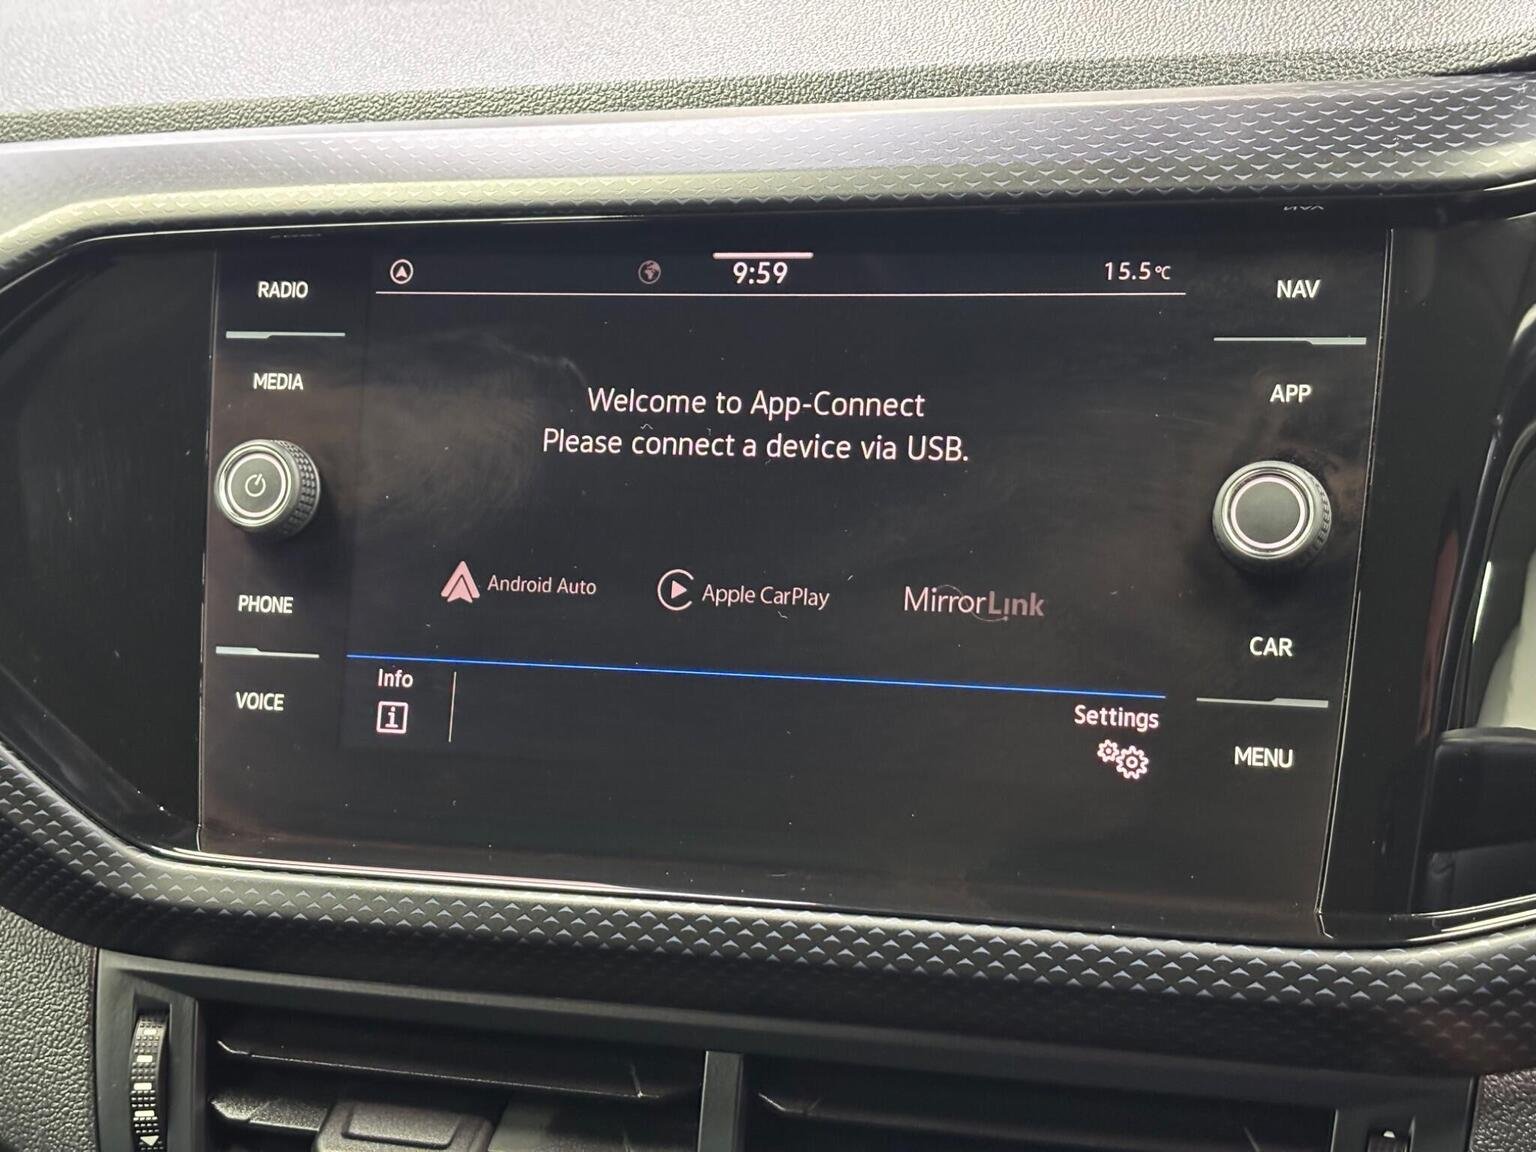 RADIO
MEDIA
PHONE
VOICE
9:59
15.5°C
Welcome to App-Connect
Please connect a device via USB.
Android Auto
Apple CarPlay
MirrorLink
Info
i
Settings
NAV
APP
CAR
MENU